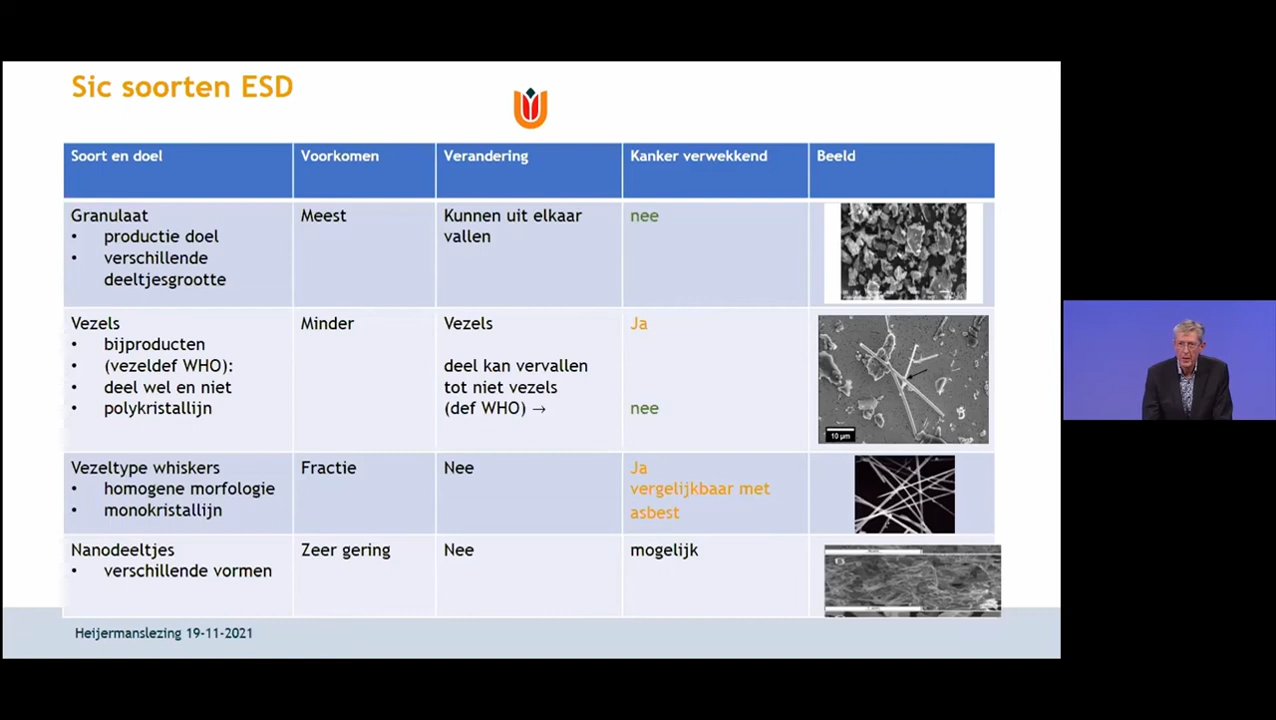 Sic soorten ESD
Soort en doel
Voorkomen
Verandering
Kanker verwekkend
Beeld
Granulaat
• productie doel
• verschillende
deeltjesgrootte
Meest
Kunnen uit elkaar
vallen
nee
Vezels
• bijproducten
• (vezeldef WHO):
• deel wel en niet
• polykristallijn
Minder
Vezels
deel kan vervallen
tot niet vezels
(def WHO) →
Ja
nee
10 µm
Vezeltype whiskers
• homogene morfologie
• monokristallijn
Fractie
Nee
Ja
vergelijkbaar met
asbest
Nanodeeltjes
• verschillende vormen
Zeer gering
Nee
mogelijk
Heijermanslezing 19-11-2021